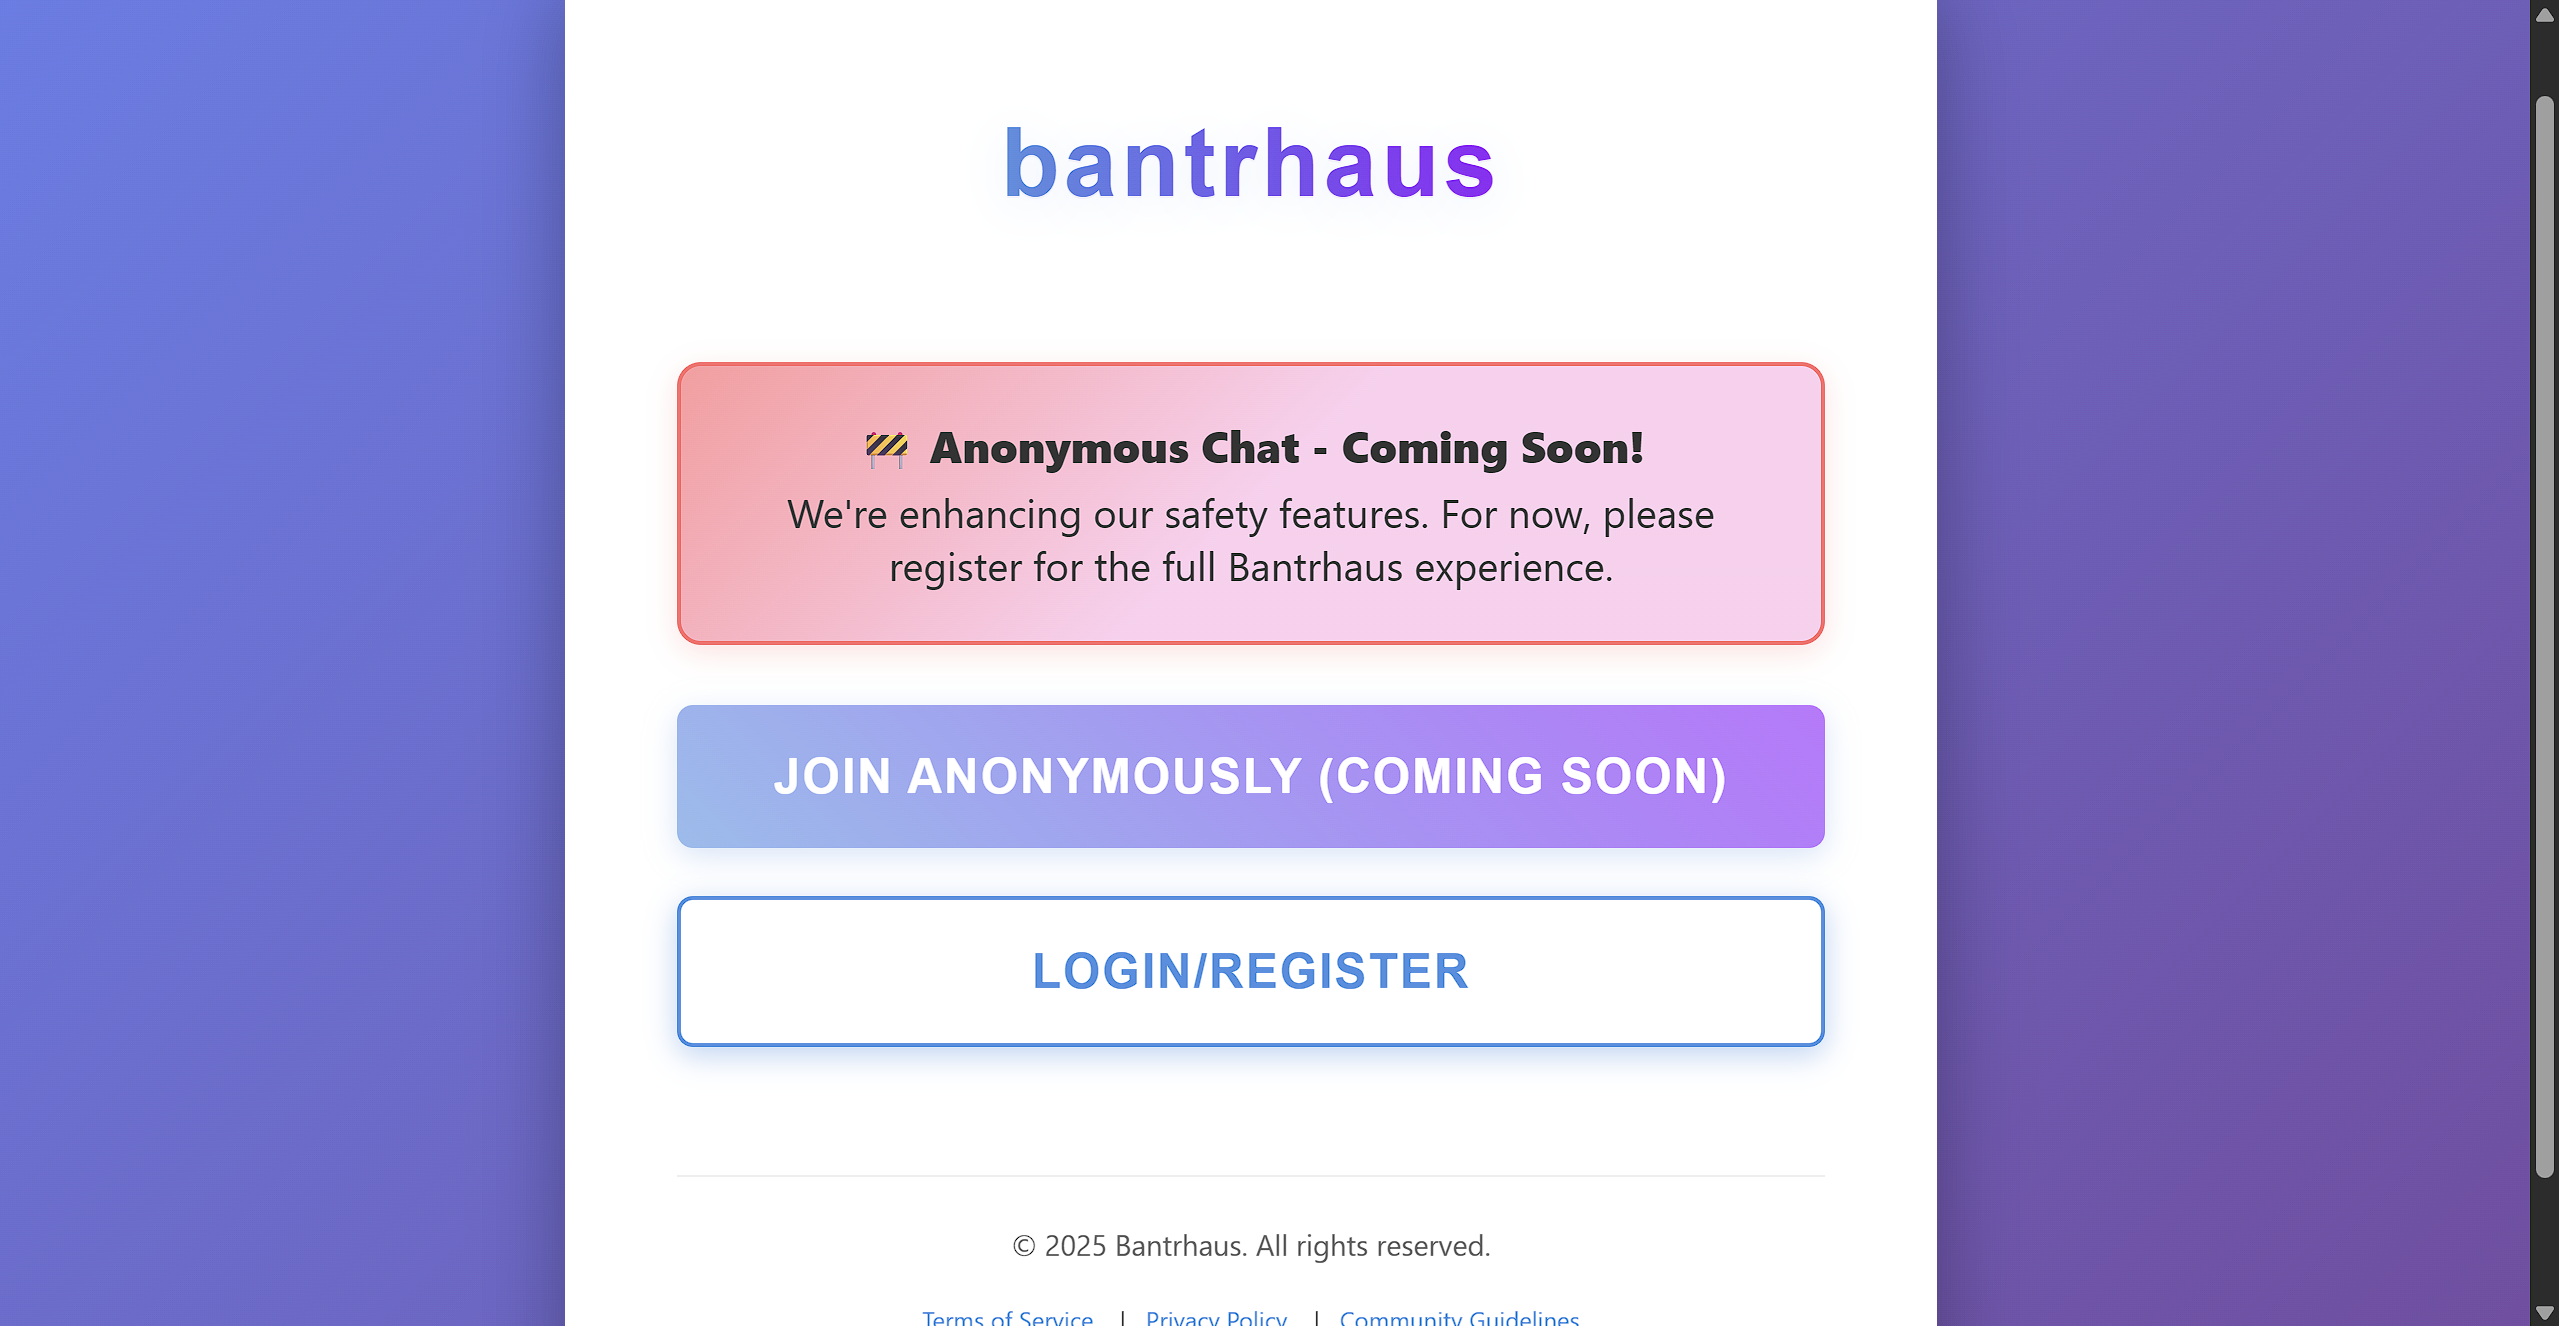 bantrhaus
🚧 Anonymous Chat - Coming Soon!
We're enhancing our safety features. For now, please
register for the full Bantrhaus experience.
JOIN ANONYMOUSLY (COMING SOON)
LOGIN/REGISTER
© 2025 Bantrhaus. All rights reserved.
Terms of Service | Privacy Policy | Community Guidelines